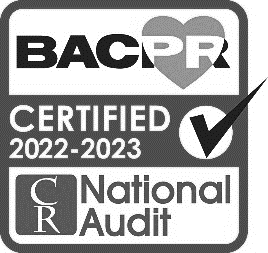 BACPR
CERTIFIED
2022-2023
CR National
Audit